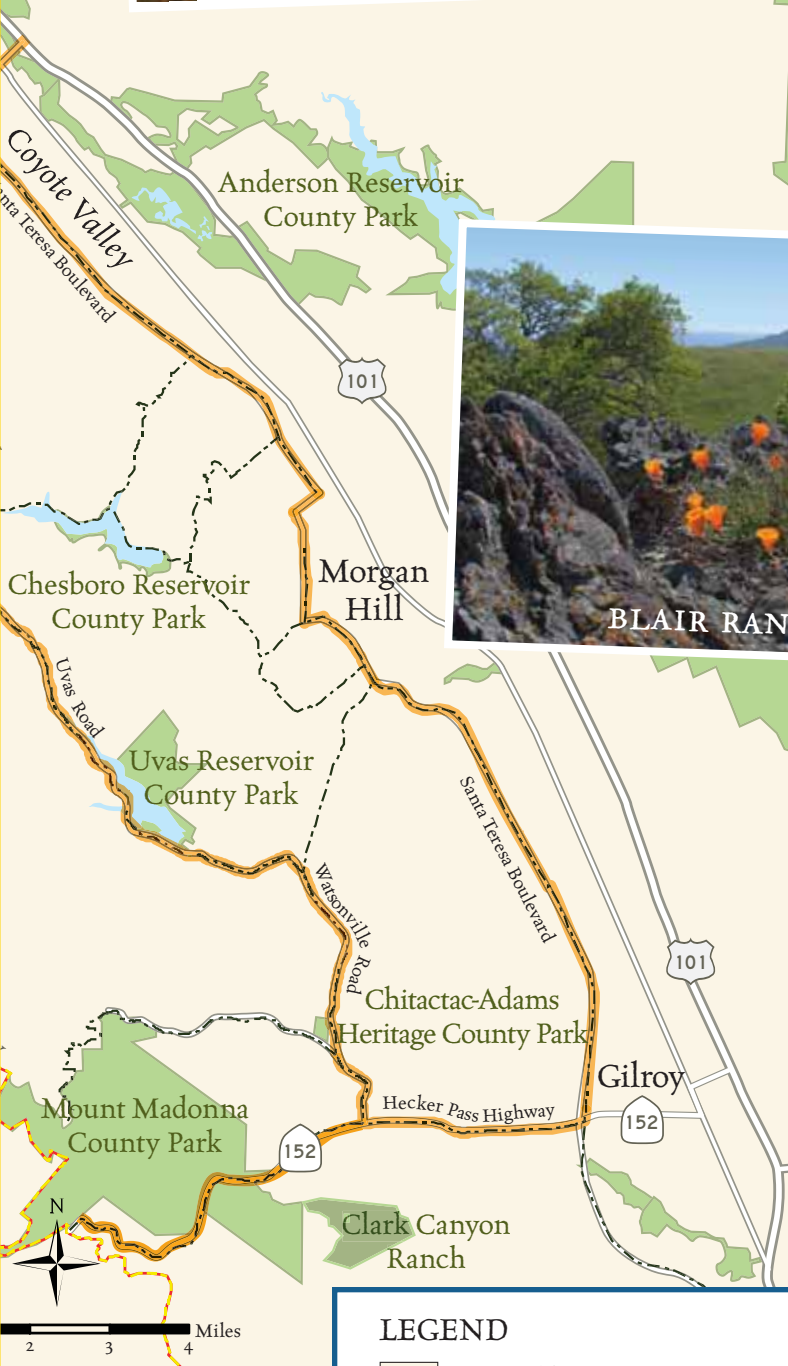 Coyote Valley
Anderson Reservoir
County Park
Teresa Boulevard
101
BLAIR
Morgan
Hill
Chesboro Reservoir
County Park
Uvas Road
Uvas Reservoir
County Park
Santa Teresa Boulevard
Watsonville Road
101
Chitactac-Adams
Heritage County Park
Gilroy
Hecker Pass Highway
152
Mount Madonna
County Park
152
N
Clark Canyon
Ranch
Miles
2 3 4
LEGEND